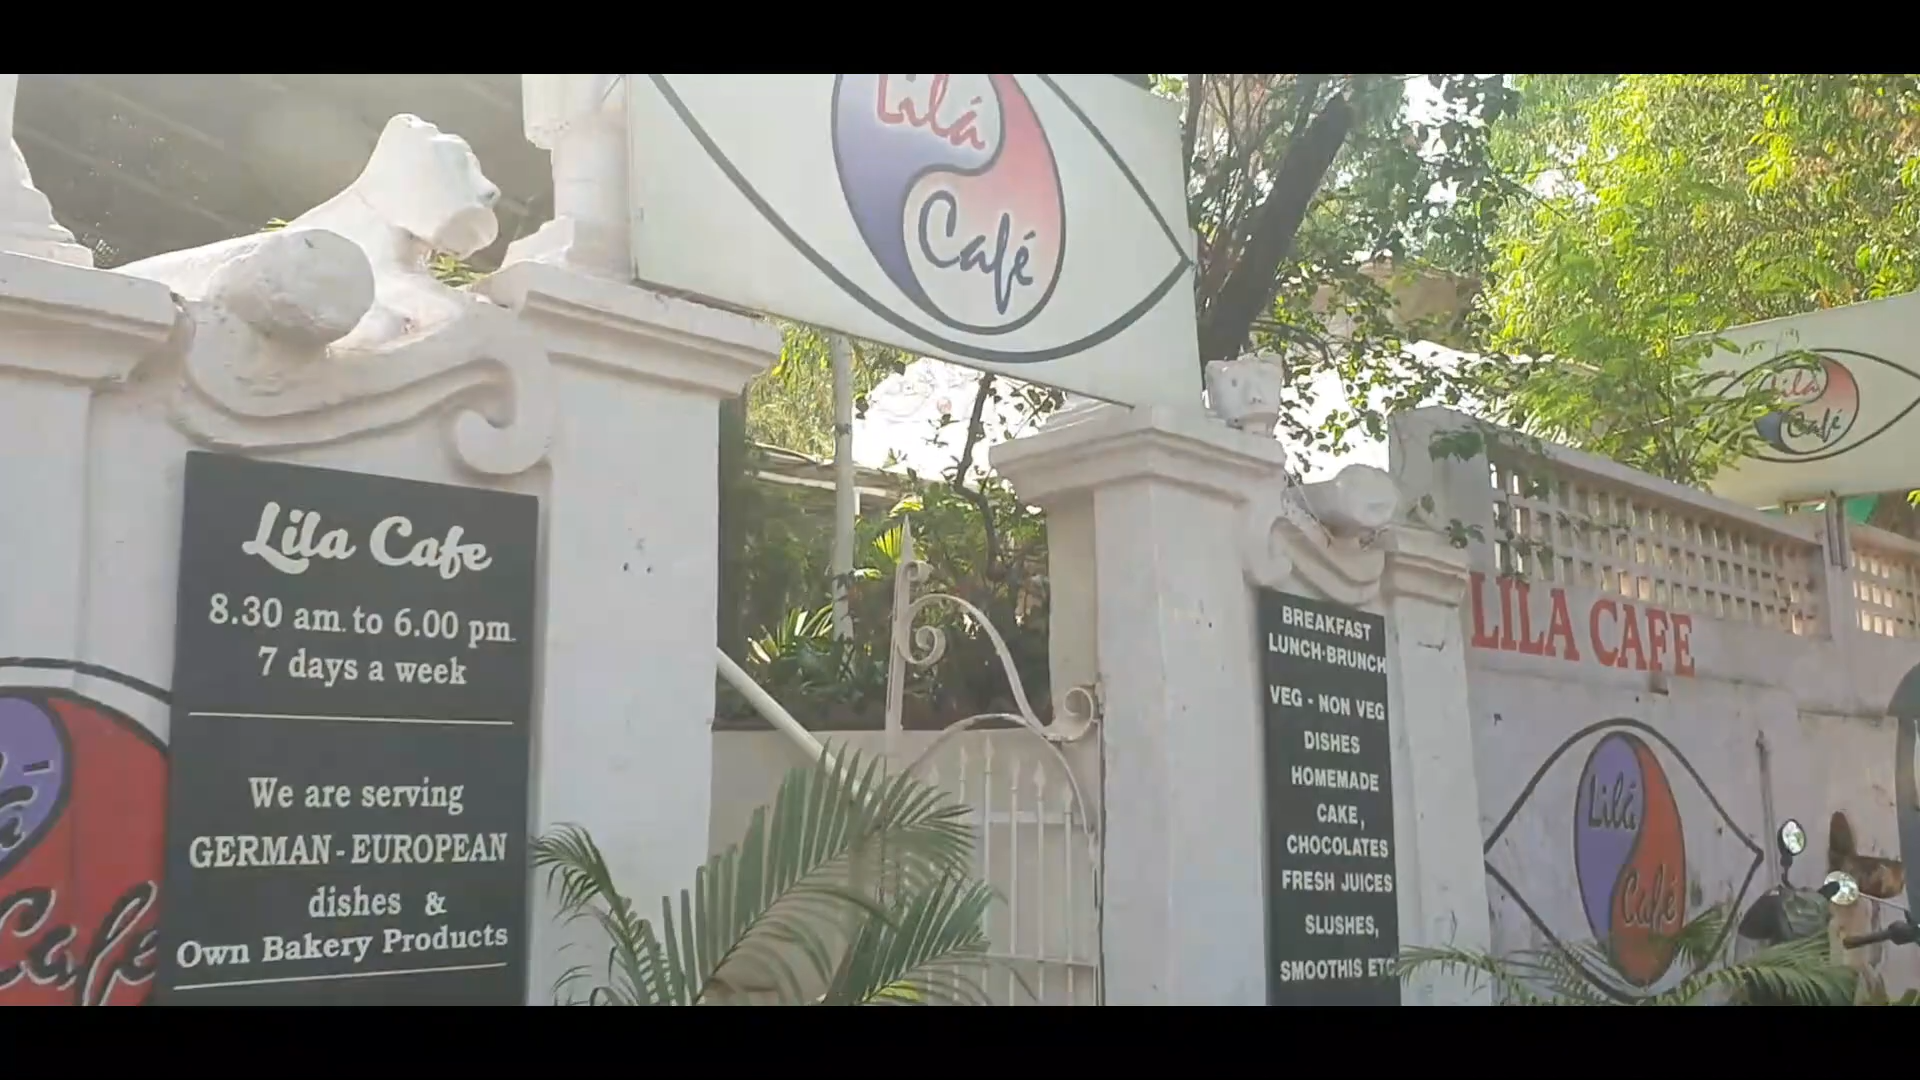 Lilá
Café
Lilá
Café
Lila Cafe
8.30 am. to 6.00 pm.
7 days a week
We are serving
GERMAN - EUROPEAN
dishes &
Own Bakery Products
Café
BREAKFAST
LUNCH-BRUNCH
VEG - NON VEG
DISHES
HOMEMADE
CAKE,
CHOCOLATES
FRESH JUICES
SLUSHES,
SMOOTHIS ETC
LILA CAFE
Lilá
Café